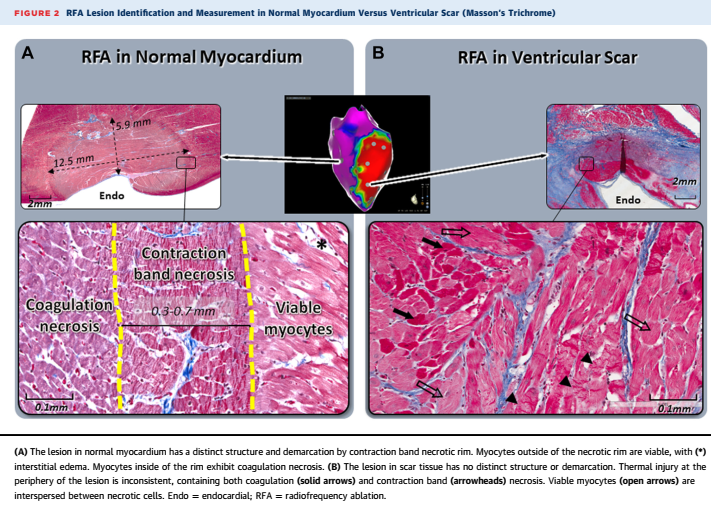 FIGURE 2 RFA Lesion Identification and Measurement in Normal Myocardium Versus Ventricular Scar (Masson's Trichrome)
A
RFA in Normal Myocardium
B
RFA in Ventricular Scar
5.9 mm
12.5 mm
Endo
2mm
2mm
Endo
Contraction
band necrosis
*
Coagulation
necrosis
0.3-0.7 mm
Viable
myocytes
0.1mm
0.1mm
(A) The lesion in normal myocardium has a distinct structure and demarcation by contraction band necrotic rim. Myocytes outside of the necrotic rim are viable, with (*)
interstitial edema. Myocytes inside of the rim exhibit coagulation necrosis. (B) The lesion in scar tissue has no distinct structure or demarcation. Thermal injury at the
periphery of the lesion is inconsistent, containing both coagulation (solid arrows) and contraction band (arrowheads) necrosis. Viable myocytes (open arrows) are
interspersed between necrotic cells. Endo = endocardial; RFA = radiofrequency ablation.